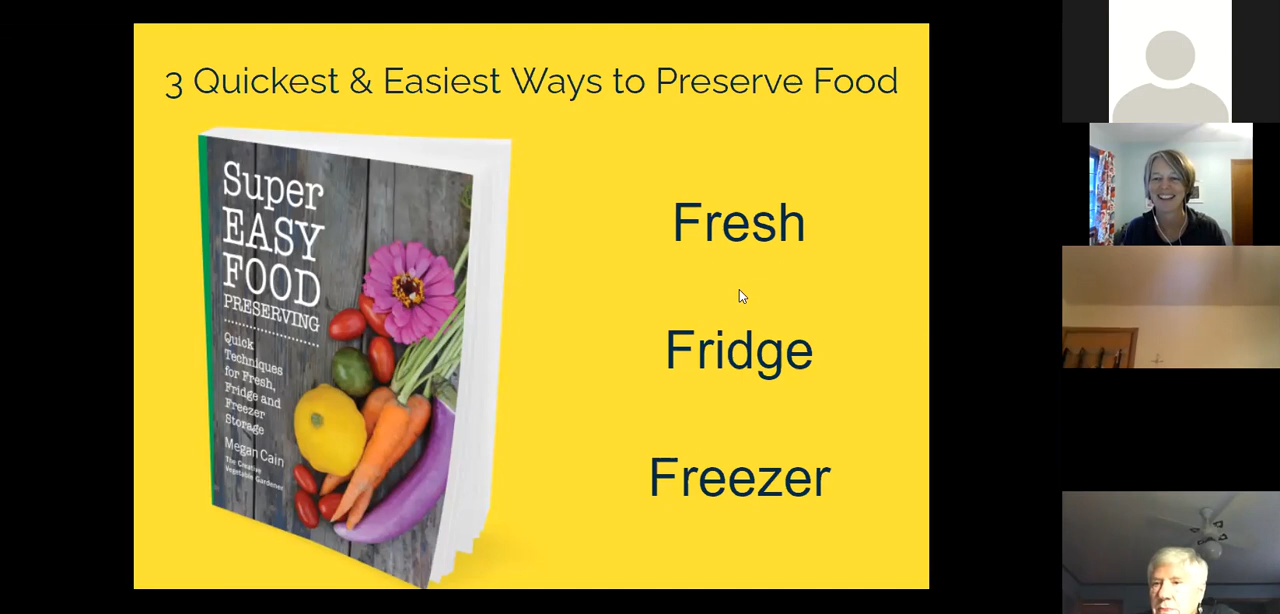 3 Quickest & Easiest Ways to Preserve Food
Super
EASY
FOOD
PRESERVING
Quick
Techniques
for Fresh,
Fridge and
Freezer
Storage
Megan Cain
The Creative
Vegetable Gardener
Fresh
Fridge
Freezer